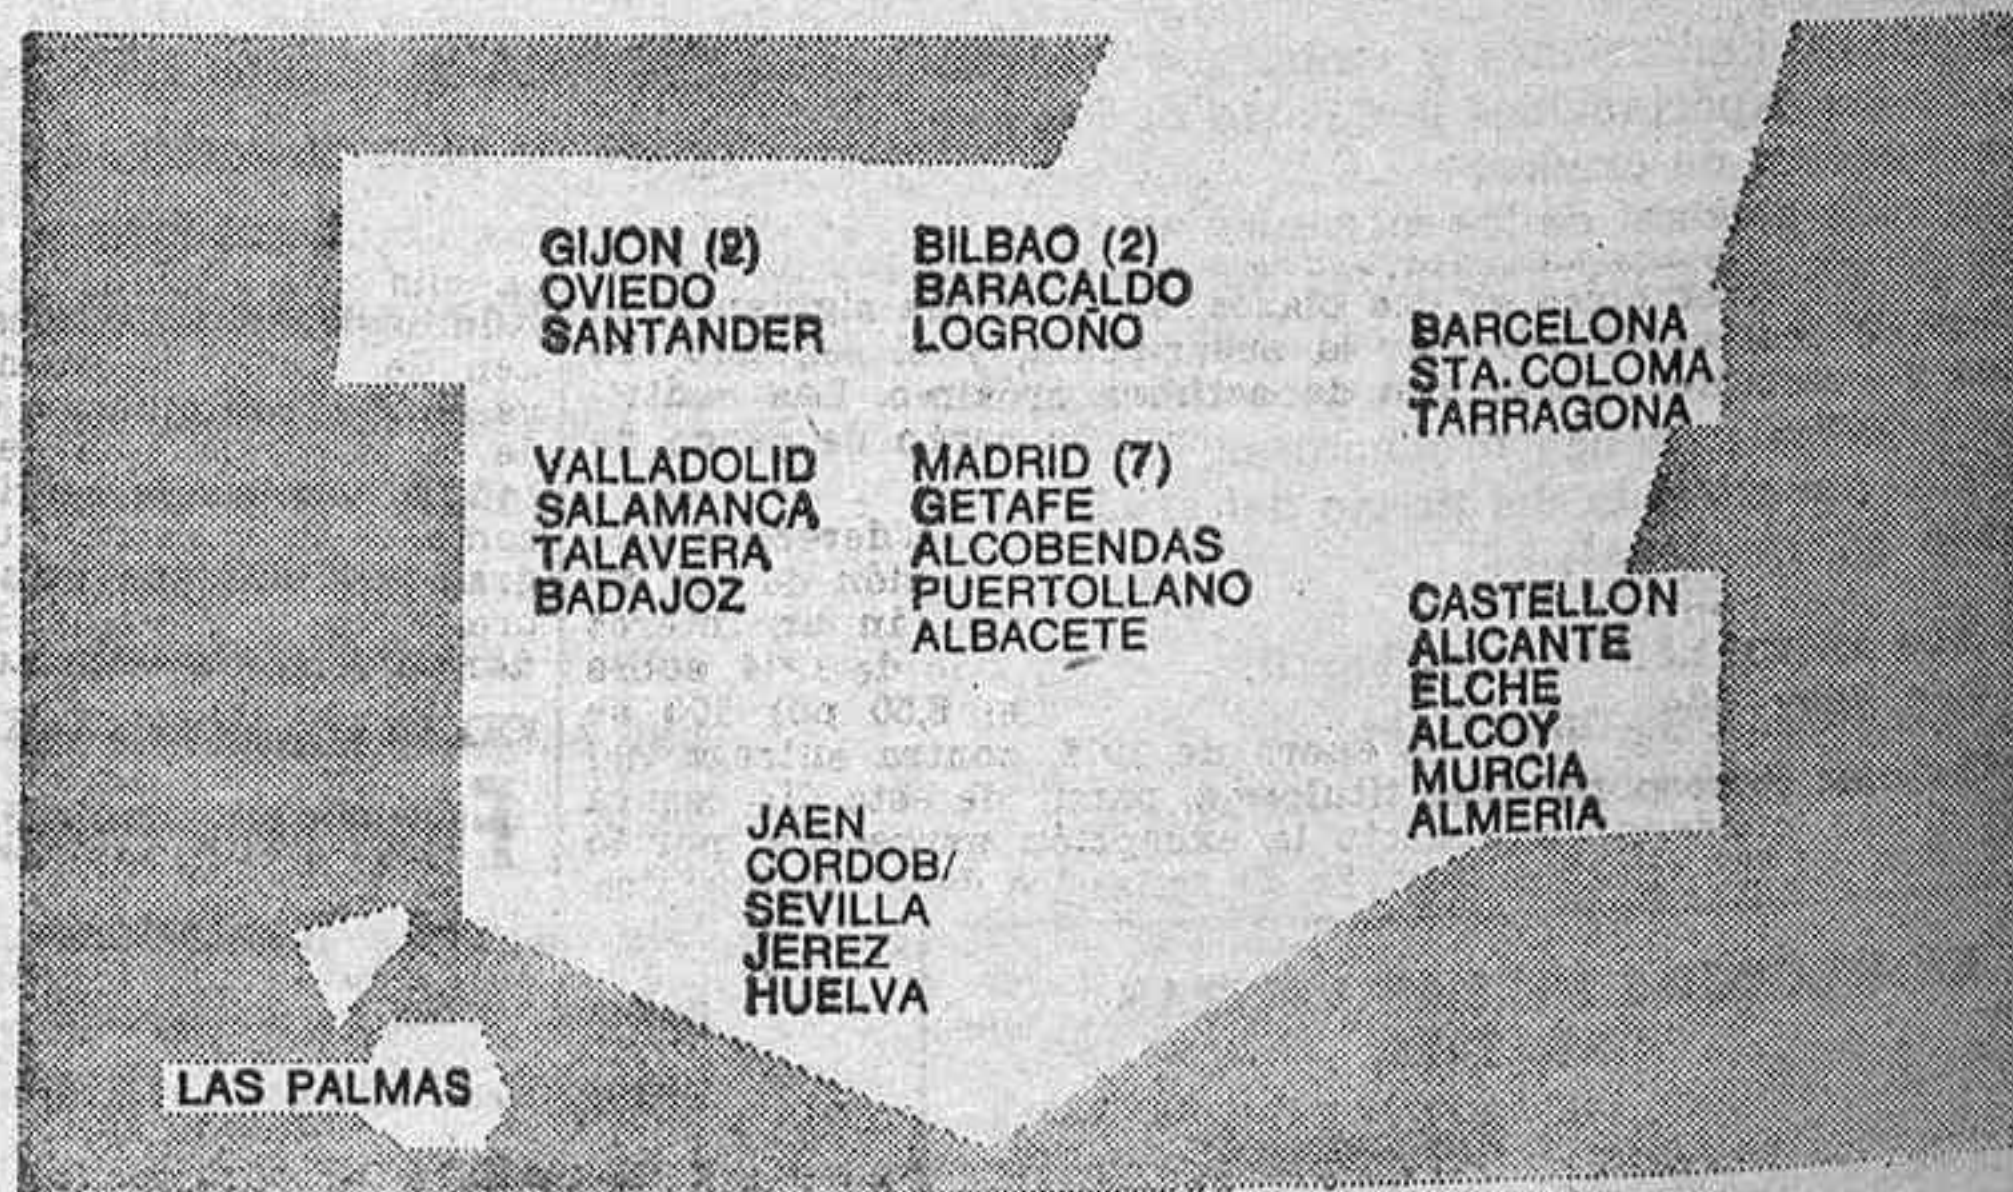 GIJON (2)
OVIEDO
SANTANDER
BILBAO (2)
BARACALDO
LOGROÑO
BARCELONA
STA. COLOMA
TARRAGONA
VALLADOLID
SALAMANCA
TALAVERA
BADAJOZ
MADRID (7)
GETAFE
ALCOBENDAS
PUERTOLLANO
ALBACETE
CASTELLON
ALICANTE
ELCHE
ALCOY
MURCIA
ALMERIA
JAEN
CORDOB/
SEVILLA
JEREZ
HUELVA
LAS PALMAS